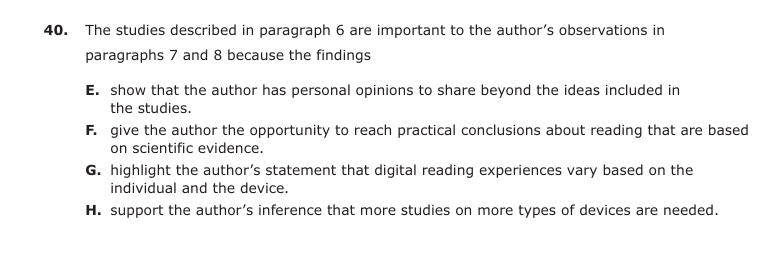 40. The studies described in paragraph 6 are important to the author’s observations in
paragraphs 7 and 8 because the findings
E. show that the author has personal opinions to share beyond the ideas included in
the studies.
F. give the author the opportunity to reach practical conclusions about reading that are based
on scientific evidence.
G. highlight the author’s statement that digital reading experiences vary based on the
individual and the device.
H. support the author’s inference that more studies on more types of devices are needed.